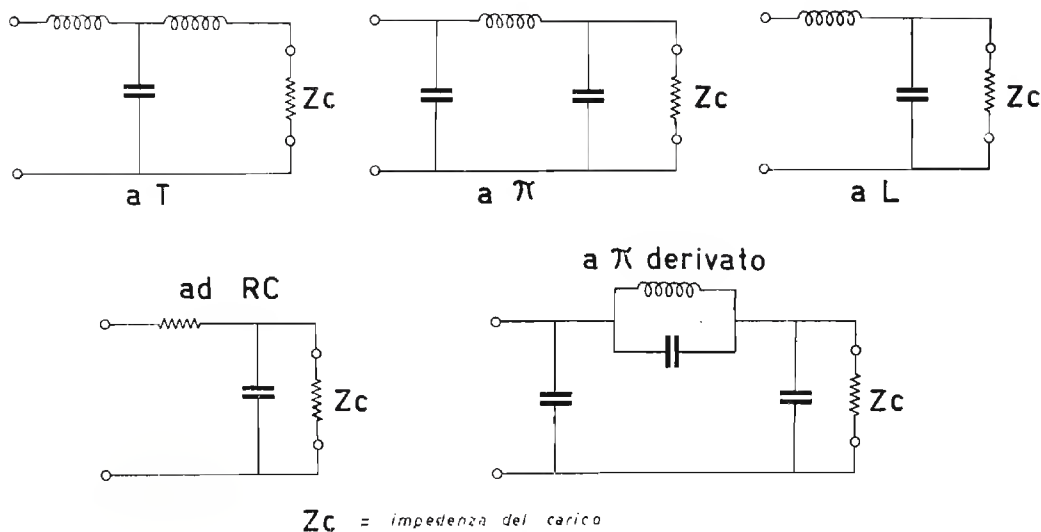 Zc
Zc
Zc
a T
a π
a L
ad RC
a π derivato
Zc
Zc
Zc = impedenza del carico